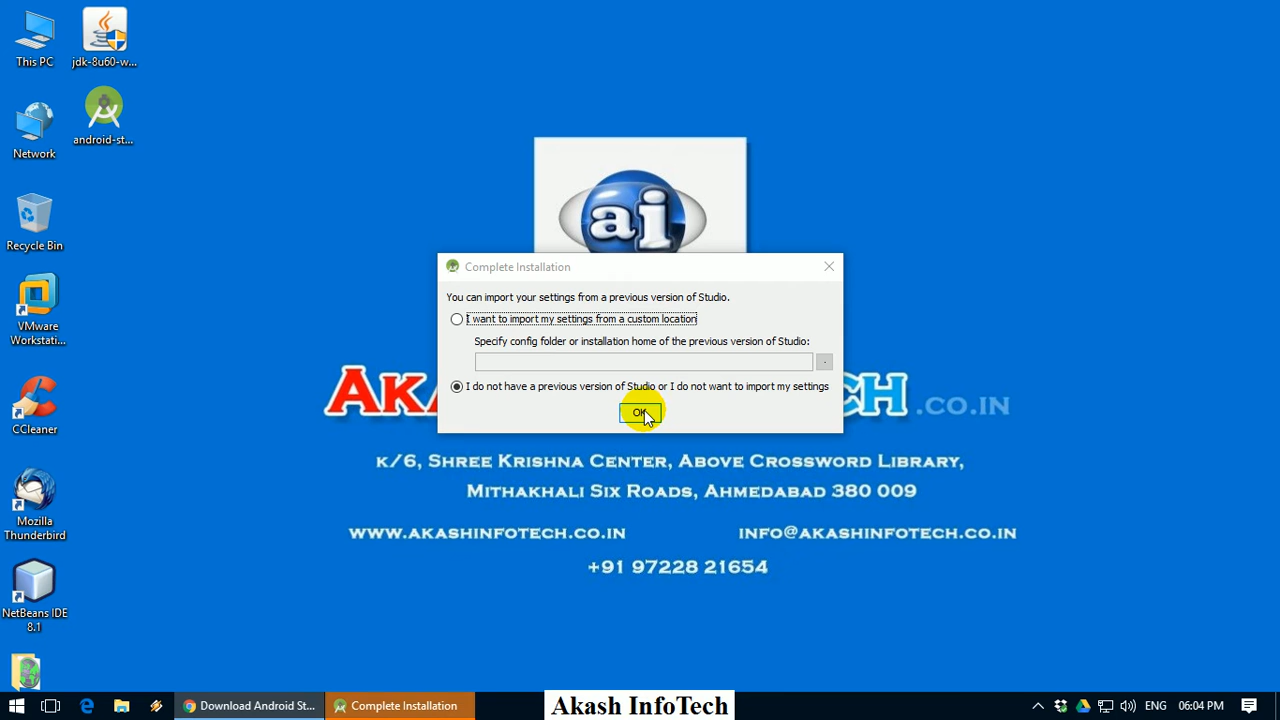 This PC
jdk-8u60-w...
android-st...
Network
Recycle Bin
VMware
Workstati...
CCleaner
Mozilla
Thunderbird
NetBeans IDE
8.1
ai
Complete Installation
You can import your settings from a previous version of Studio.
I want to import my settings from a custom location
Specify config folder or installation home of the previous version of Studio:
I do not have a previous version of Studio or I do not want to import my settings
OK
.CO.IN
K/6, SHREE KRISHNA CENTER, ABOVE CROSSWORD LIBRARY,
MITHAKHALI SIX ROADS, AHMEDABAD 380 009
WWW.AKASHINFOTECH.CO.IN
INFO@AKASHINFOTECH.CO.IN
+91 97228 21654
Download Android St...
Complete Installation
Akash InfoTech
ENG
06:04 PM